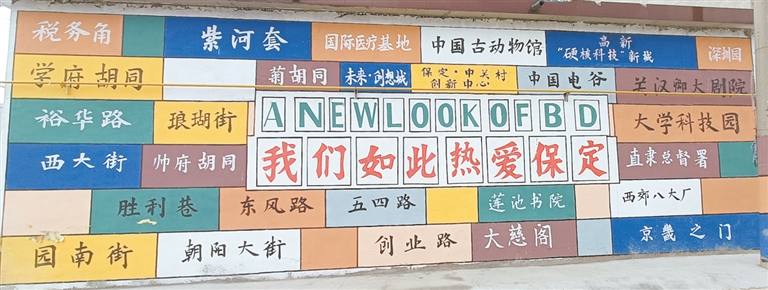 税务角 紫河套 国际医疗基地 中国古动物馆 高新 "硬核科技"新城 深圳园
学府胡同 菊胡同 未来·创想城 保定·中关村 创新中心 中国电谷 关汉卿大剧院
裕华路 琅瑚街 A NEW LOOK OF BD 大学科技园
西大街 帅府胡同 我们如此热爱保定 直隶总督署
胜利巷 东风路 五四路 莲池书院 西郊八大厂
园南街 朝阳大街 创业路 大慈阁 京畿之门